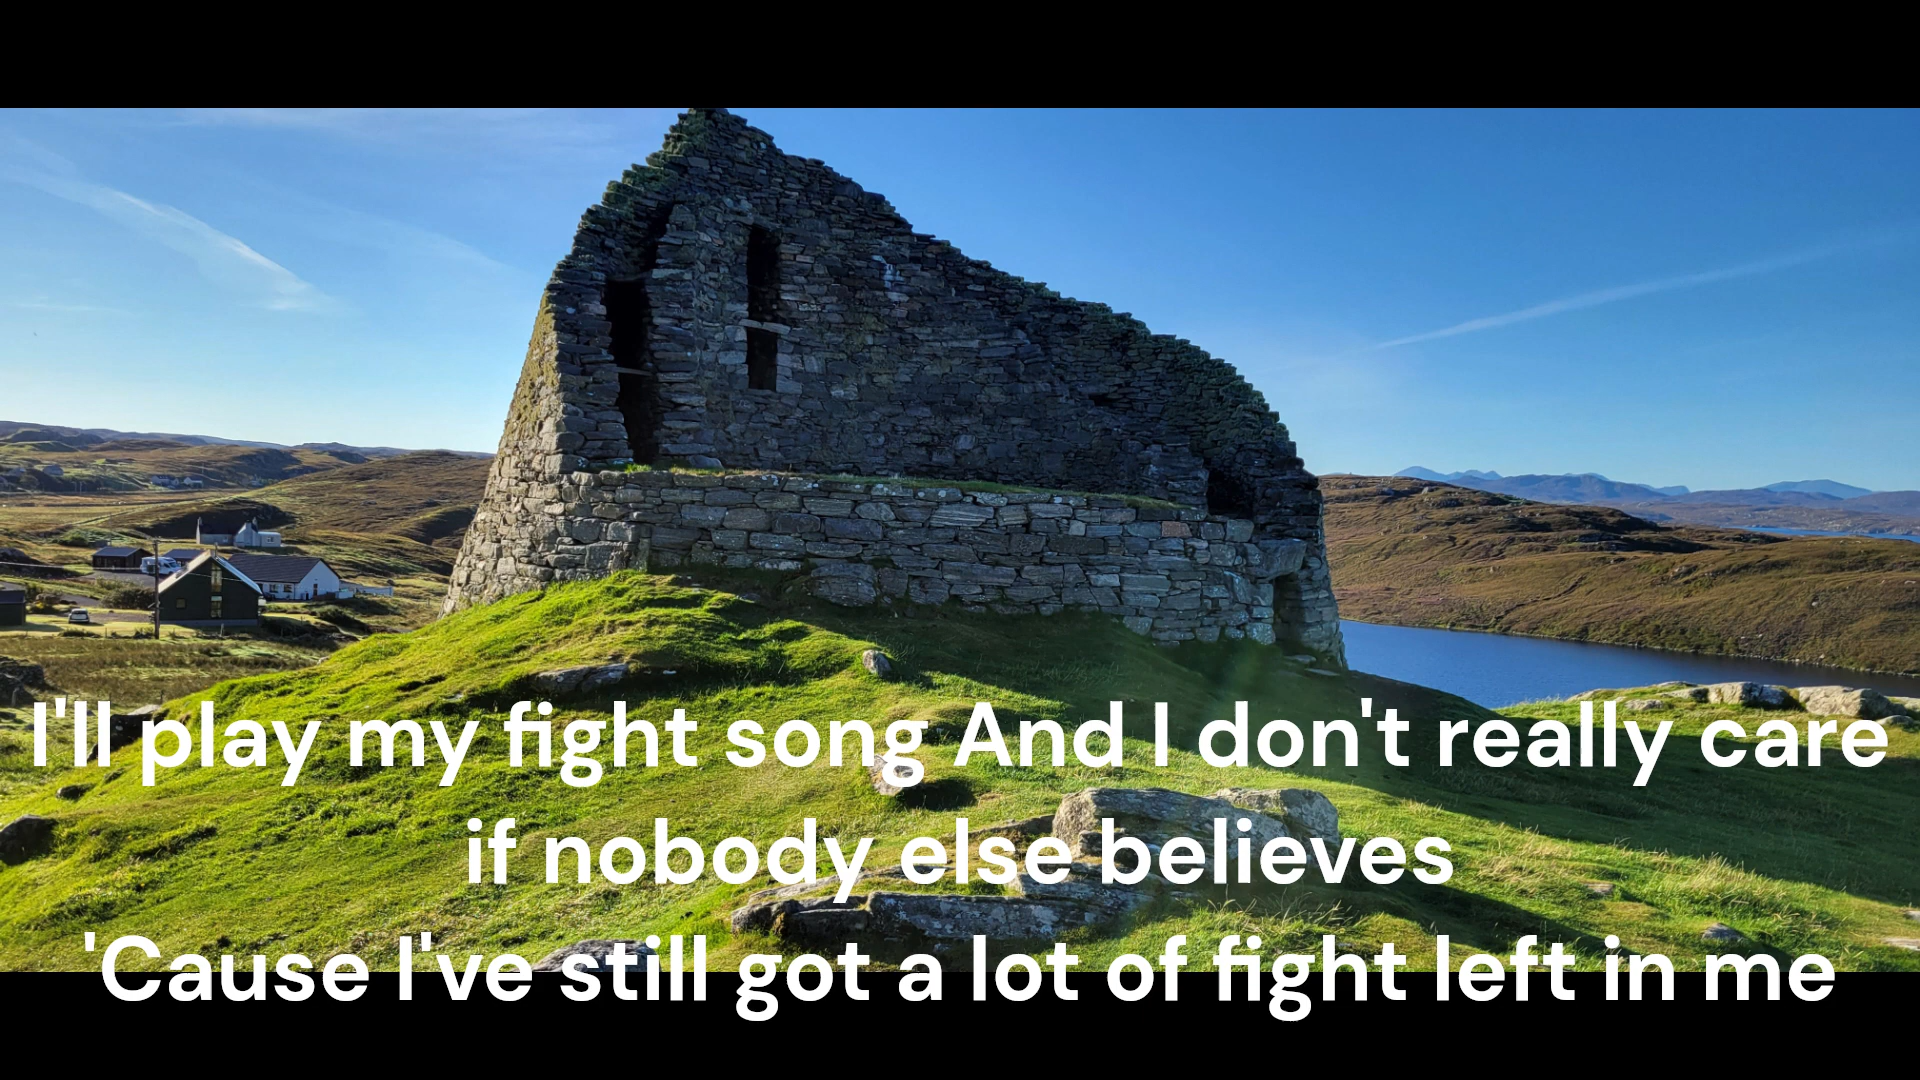 I'll play my fight song And I don't really care
if nobody else believes
'Cause I've still got a lot of fight left in me